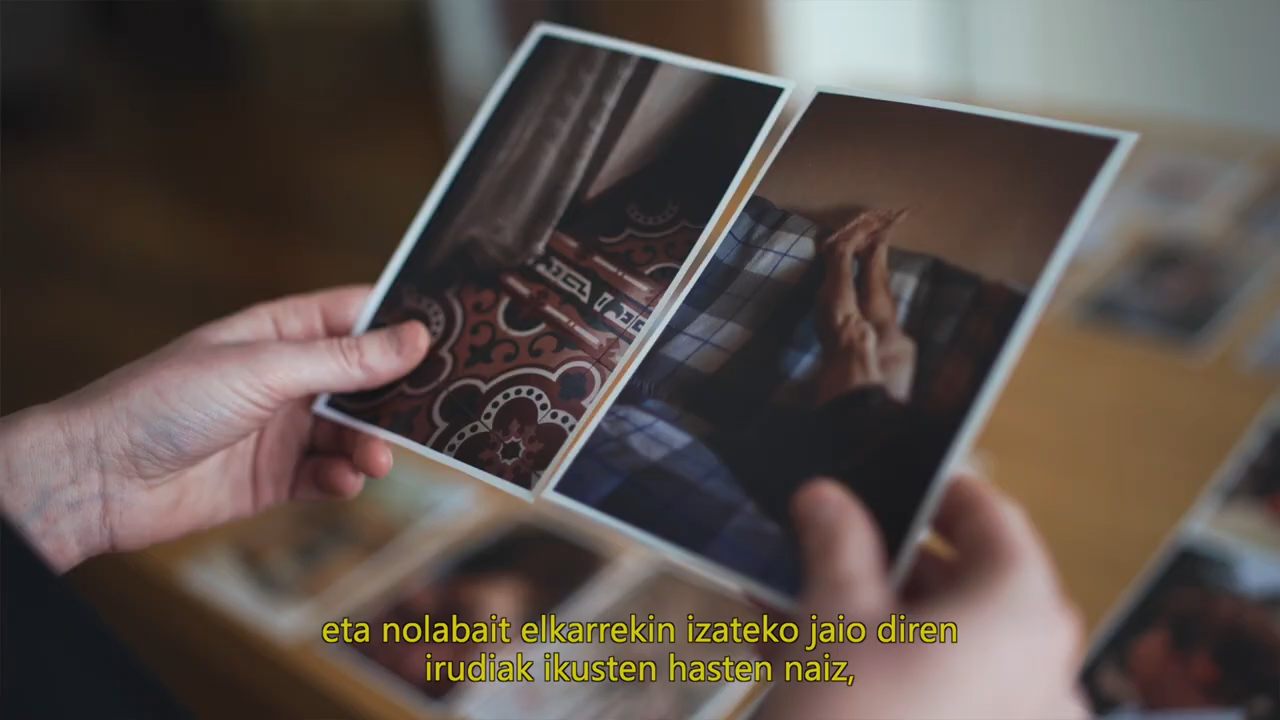 eta nolabait elkarrekin izateko jaio diren
irudiak ikusten hasten naiz,